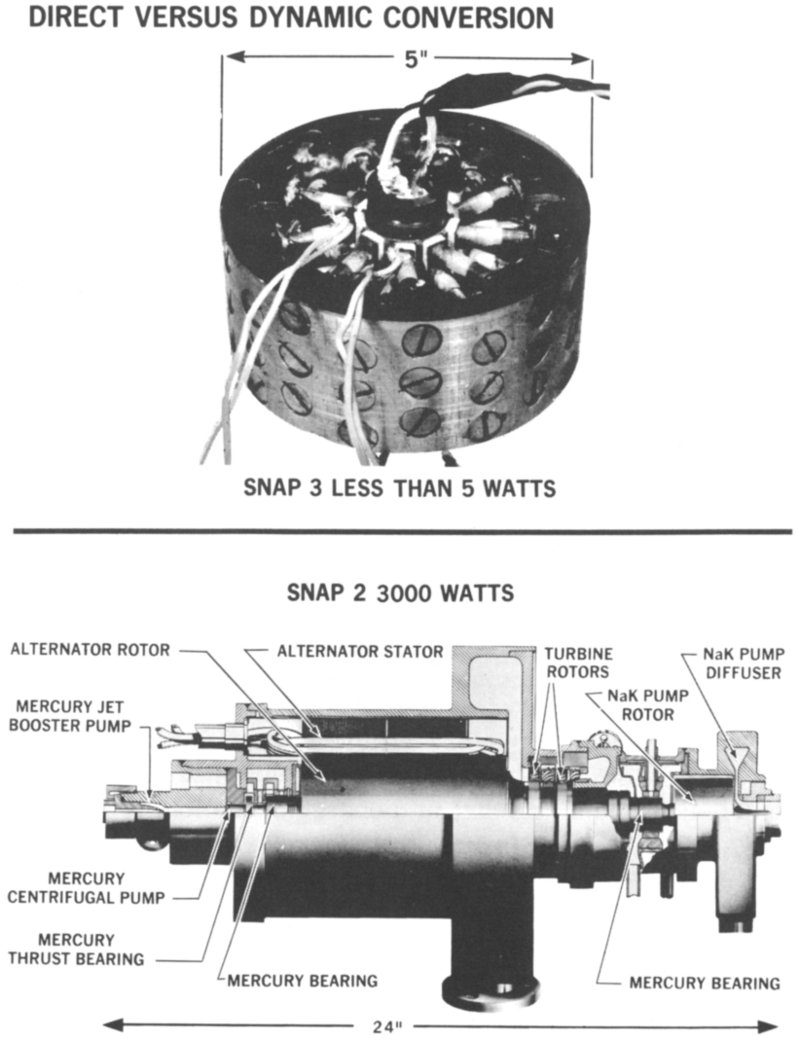 DIRECT VERSUS DYNAMIC CONVERSION
5"
SNAP 3 LESS THAN 5 WATTS
SNAP 2 3000 WATTS
ALTERNATOR ROTOR
ALTERNATOR STATOR
TURBINE
ROTORS
NaK PUMP
DIFFUSER
NaK PUMP
ROTOR
MERCURY JET
BOOSTER PUMP
MERCURY
CENTRIFUGAL PUMP
MERCURY
THRUST BEARING
MERCURY BEARING
MERCURY BEARING
24"